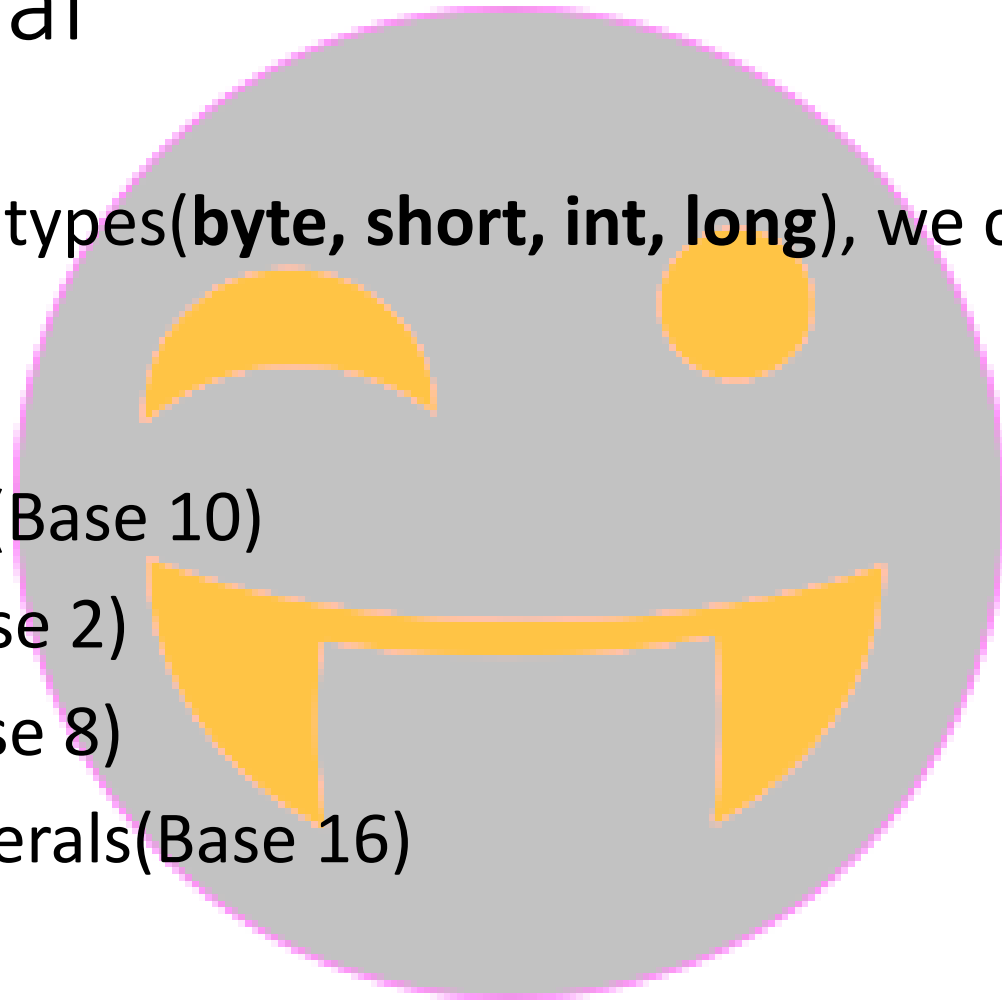 al
types(byte, short, int, long), we
(Base 10)
se 2)
se 8)
erals(Base 16)